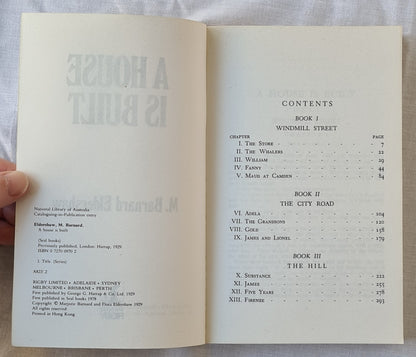 A HOUSE
IS BUILT
M. Barnard Eldershaw
National Library of Australia
Cataloguing-in-Publication entry
Eldershaw, M. Barnard.
A house is built
(Seal books)
Previously published, London: Harrap, 1929
ISBN 0 7270 0970 2
I. Title. (Series)
A823'.2
RIGBY LIMITED • ADELAIDE • SYDNEY
MELBOURNE • BRISBANE • PERTH
First published by George G. Harrap & Co. Ltd. 1929
First published in Seal books 1978
Copyright © Marjorie Barnard and Flora Eldershaw 1929
Printed in Hong Kong
CONTENTS
BOOK I
WINDMILL STREET
CHAPTER PAGE
I. The Store - 7
II. The Whalers - 22
III. William - 29
IV. Fanny - 44
V. Maud at Camden - 84
BOOK II
THE CITY ROAD
VI. Adela - 104
VII. The Grandsons - 120
VIII. Gold - 158
IX. James and Lionel - 179
BOOK III
THE HILL
X. Substance - 222
XI. James - 255
XII. Five Years - 278
XIII. Firenze - 293